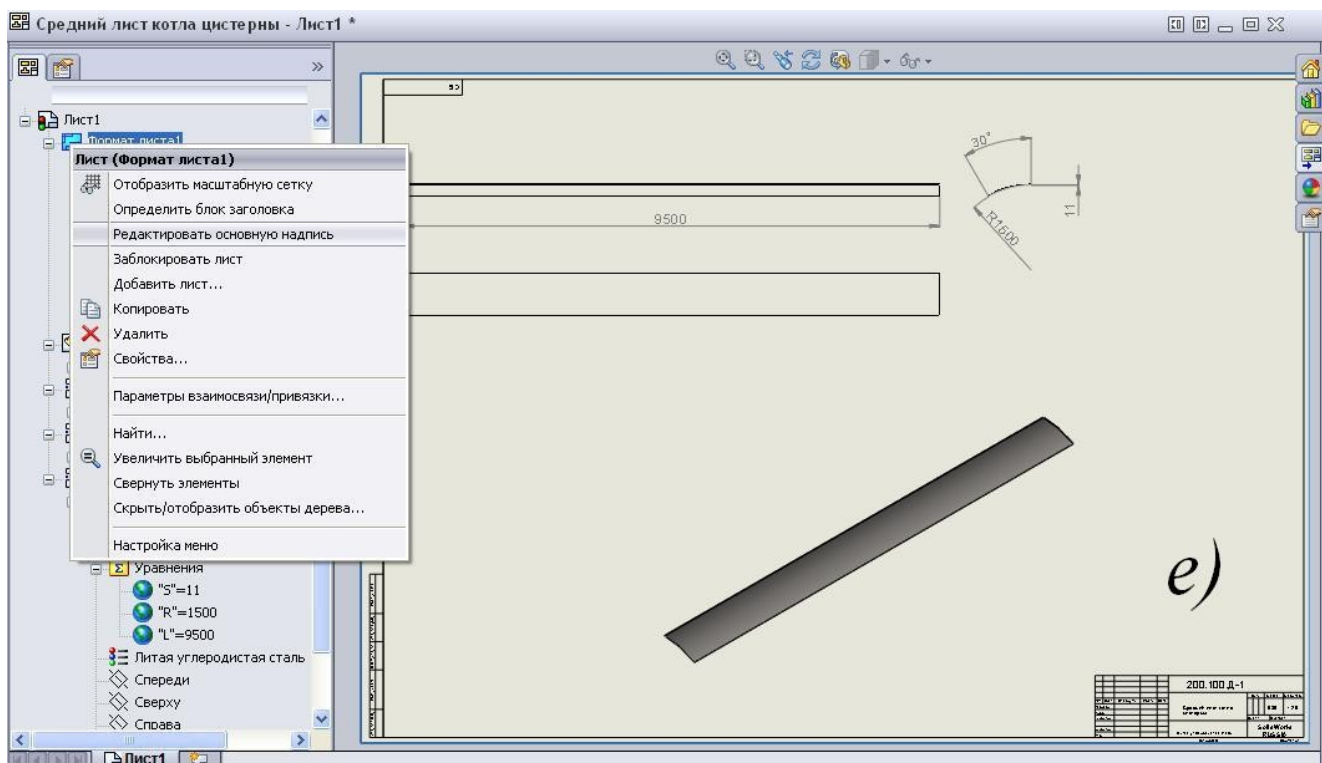 Средний лист котла цистерны - Лист1 *
Лист1
Формат листа1
Лист (Формат листа1)
Отобразить масштабную сетку
Определить блок заголовка
Редактировать основную надпись
Заблокировать лист
Добавить лист...
Копировать
Удалить
Свойства...
Параметры взаимосвязи/привязки...
Найти...
Увеличить выбранный элемент
Свернуть элементы
Скрыть/отобразить объекты дерева...
Настройка меню
Уравнения
"S"=11
"R"=1500
"L"=9500
Литая углеродистая сталь
Спереди
Сверху
Справа
Лист1
9500
30°
11
R1500
е)
200.100.Д-1
SolidWorks
Russia